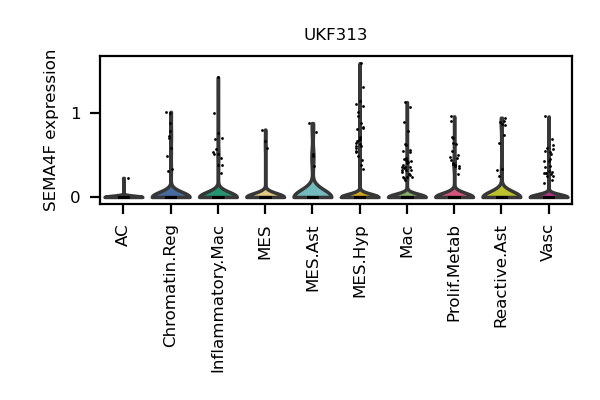 UKF313
SEMA4F expression
1
0
AC
Chromatin.Reg
Inflammatory.Mac
MES
MES.Ast
MES.Hyp
Mac
Prolif.Metab
Reactive.Ast
Vasc